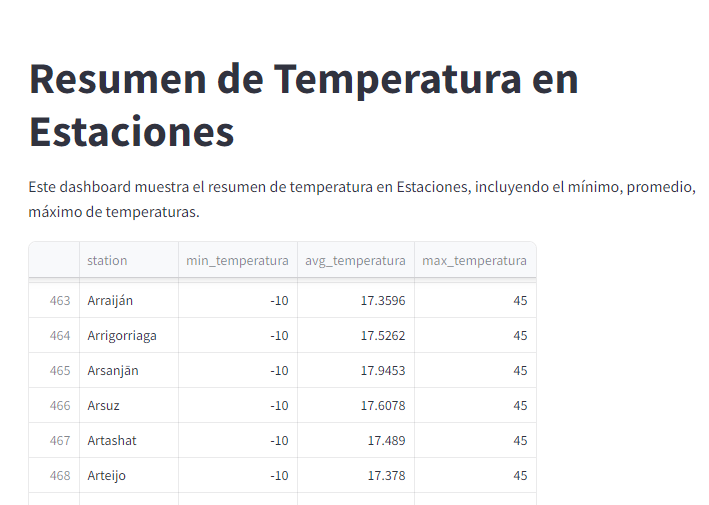 Resumen de Temperatura en
Estaciones
Este dashboard muestra el resumen de temperatura en Estaciones, incluyendo el mínimo, promedio,
máximo de temperaturas.
station min_temperatura avg_temperatura max_temperatura
463 Arraiján -10 17.3596 45
464 Arrigorriaga -10 17.5262 45
465 Arsanjān -10 17.9453 45
466 Arsuz -10 17.6078 45
467 Artashat -10 17.489 45
468 Arteijo -10 17.378 45